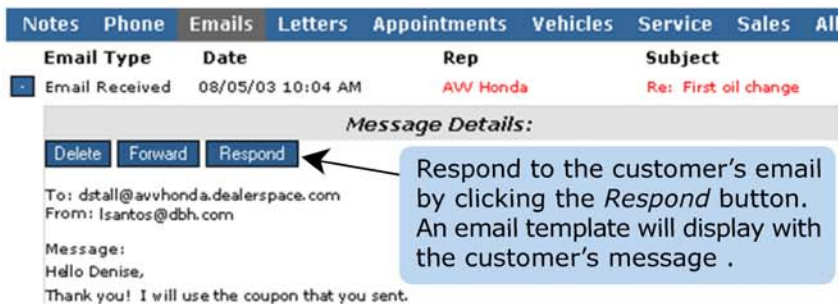 Notes Phone Emails Letters Appointments Vehicles Service Sales All
Email Type Date Rep Subject
- Email Received 08/05/03 10:04 AM AVV Honda Re: First oil change
Message Details:
Delete Forward Respond
Respond to the customer's email
by clicking the Respond button.
An email template will display with
the customer's message .
To: dstall@avvhonda.dealerspace.com
From: lsantos@dbh.com
Message:
Hello Denise,
Thank you! I will use the coupon that you sent.